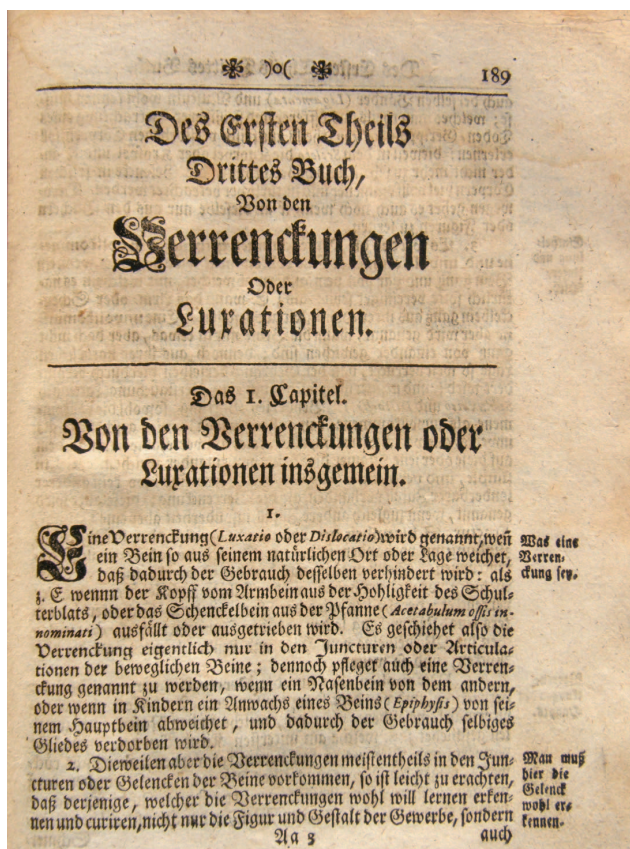 )o( 189
Des Ersten Theils
Drittes Buch,
Von den
Verrenckungen
Oder
Luxationen.
Das 1. Capitel.
Von den Verrenckungen oder
Luxationen insgemein.
1.
Eine Verrenckung (Luxatio oder Dislocatio) wird genannt, weñ
ein Bein so aus seinem natürlichen Ort oder Lage weichet,
daß dadurch der Gebrauch desselben verhindert wird: als
z. E wennn der Kopff vom Armbein aus der Hohligkeit des Schul-
terblats, oder das Schenckelbein aus der Pfanne (Acetabulum ossis in-
nominati) ausfällt oder ausgetrieben wird. Es geschiehet also die
Verrenckung eigentlich nur in den Juncturen oder Articula-
tionen der beweglichen Beine; dennoch pfleget auch eine Verren-
ckung genannt zu werden, wenn ein Nasenbein von dem andern,
oder wenn in Kindern ein Anwachs eines Beins (Epiphysis) von sei-
nem Hauptbein abweichet, und dadurch der Gebrauch selbiges
Gliedes verdorben wird.
Was eine
Verren-
ckung sey.
2. Dieweilen aber die Verrenckungen meistentheils in den Jun-
cturen oder Gelencken der Beine vorkommen, so ist leicht zu erachten,
daß derjenige, welcher die Verrenckungen wohl will lernen erken-
nen und curiren, nicht nur die Figur und Gestalt der Gewerbe, sondern
Man muß
hier die
Gelenck
wohl er-
kennen.
Aa 3 auch